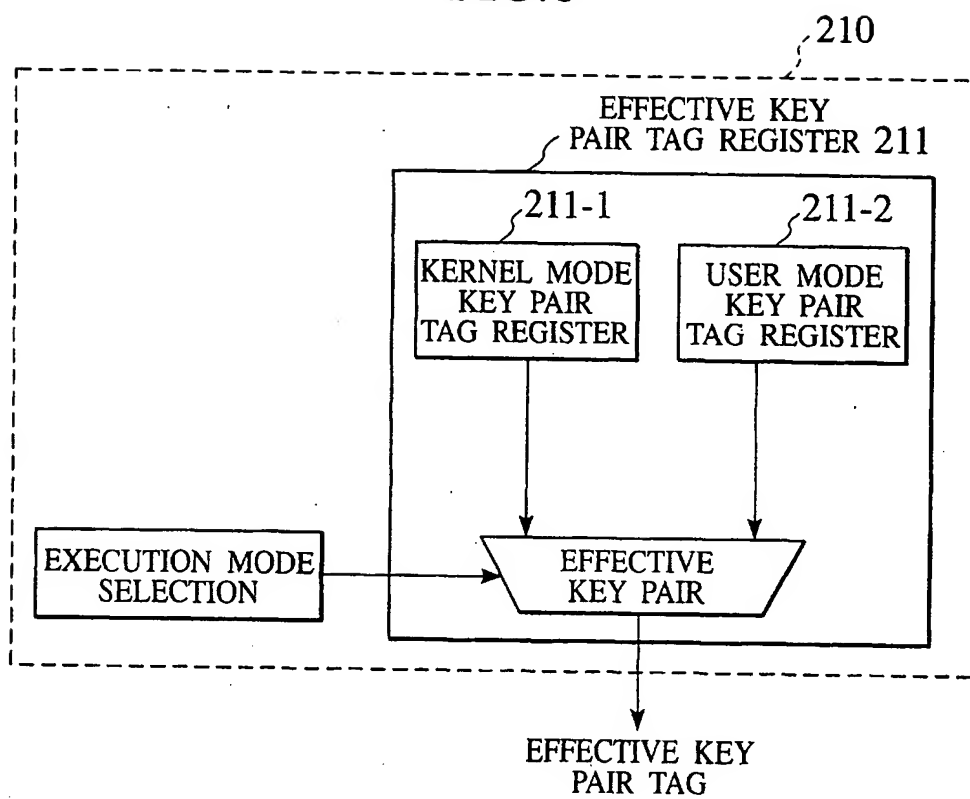 210
EFFECTIVE KEY
PAIR TAG REGISTER 211
211-1
211-2
KERNEL MODE
KEY PAIR
TAG REGISTER
USER MODE
KEY PAIR
TAG REGISTER
EXECUTION MODE
SELECTION
EFFECTIVE
KEY PAIR
EFFECTIVE KEY
PAIR TAG